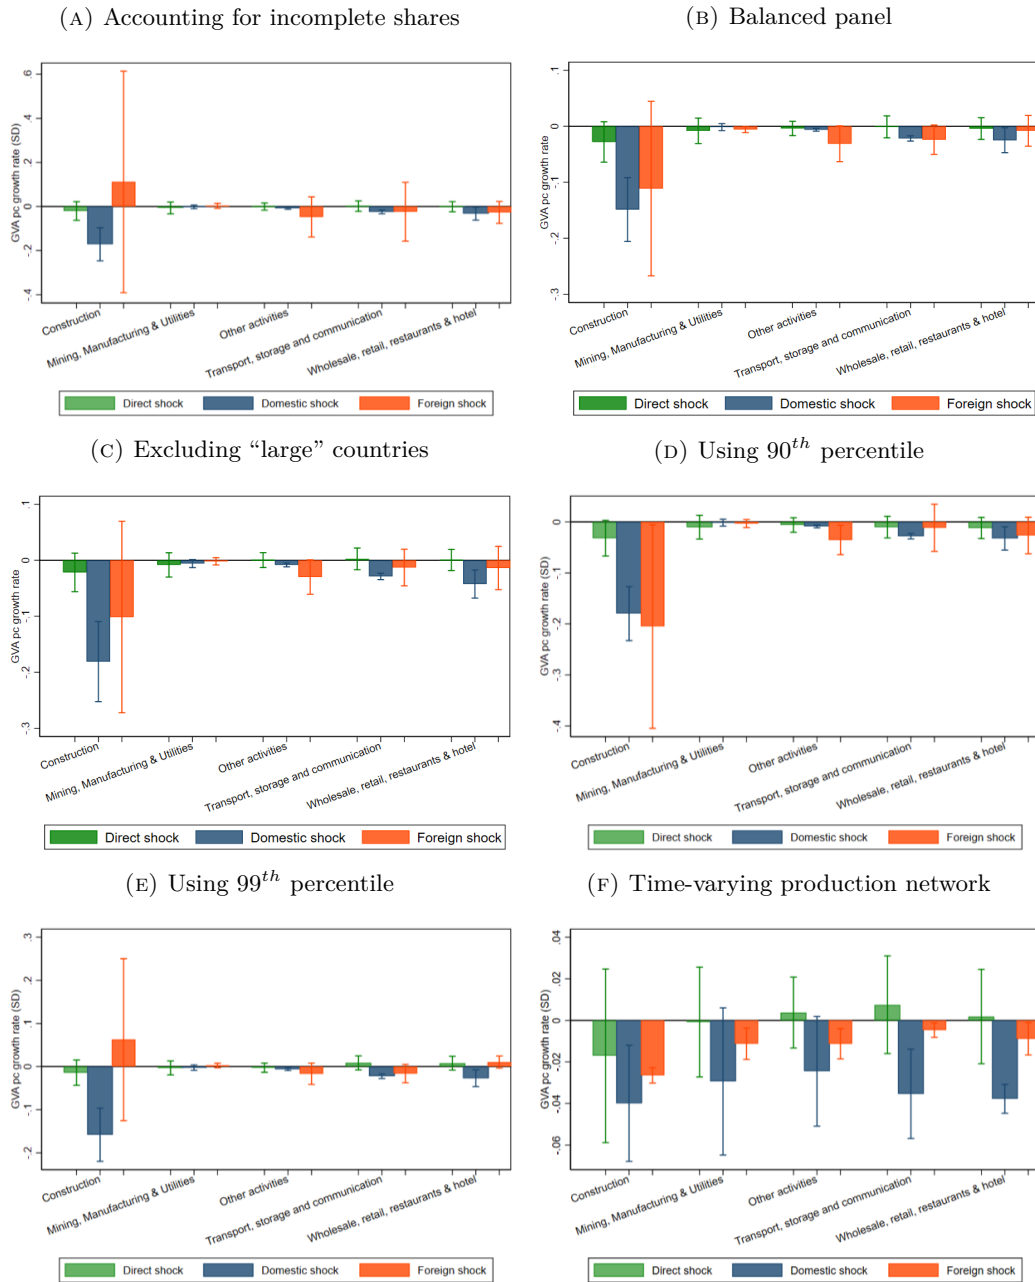 (A) Accounting for incomplete shares
GVA pc growth rate (SD)
.6
.4
.2
0
-.2
-.4
Construction
Mining, Manufacturing & Utilities
Other activities
Transport, storage and communication
Wholesale, retail, restaurants & hotel
Direct shock Domestic shock Foreign shock
(B) Balanced panel
GVA pc growth rate (SD)
.1
0
-.1
-.2
-.3
Construction
Mining, Manufacturing & Utilities
Other activities
Transport, storage and communication
Wholesale, retail, restaurants & hotel
Direct shock Domestic shock Foreign shock
(C) Excluding “large” countries
GVA pc growth rate
.1
0
-.1
-.2
-.3
Construction
Mining, Manufacturing & Utilities
Other activities
Transport, storage and communication
Wholesale, retail, restaurants & hotel
Direct shock Domestic shock Foreign shock
(D) Using 90th percentile
GVA pc growth rate (SD)
0
-.1
-.2
-.3
-.4
Construction
Mining, Manufacturing & Utilities
Other activities
Transport, storage and communication
Wholesale, retail, restaurants & hotel
Direct shock Domestic shock Foreign shock
(E) Using 99th percentile
GVA pc growth rate (SD)
.3
.2
.1
0
-.1
-.2
Construction
Mining, Manufacturing & Utilities
Other activities
Transport, storage and communication
Wholesale, retail, restaurants & hotel
Direct shock Domestic shock Foreign shock
(F) Time-varying production network
GVA pc growth rate (SD)
.04
.02
0
-.02
-.04
-.06
Construction
Mining, Manufacturing & Utilities
Other activities
Transport, storage and communication
Wholesale, retail, restaurants & hotel
Direct shock Domestic shock Foreign shock